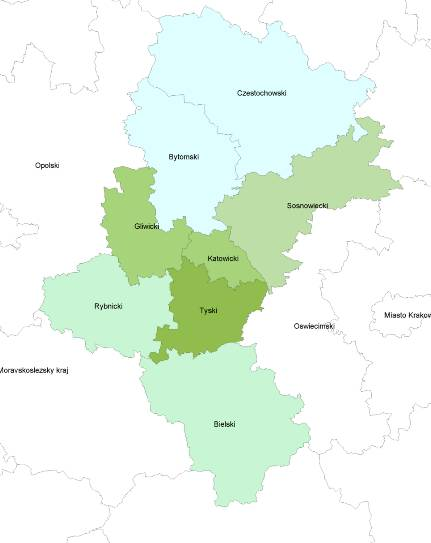 Czestochowski
Bytomski
Opolski
Sosnowiecki
Gliwicki
Katowicki
Rybnicki
Tyski
Miasto Krakow
Oswiecimski
Moravskoslezsky kraj
Bielski